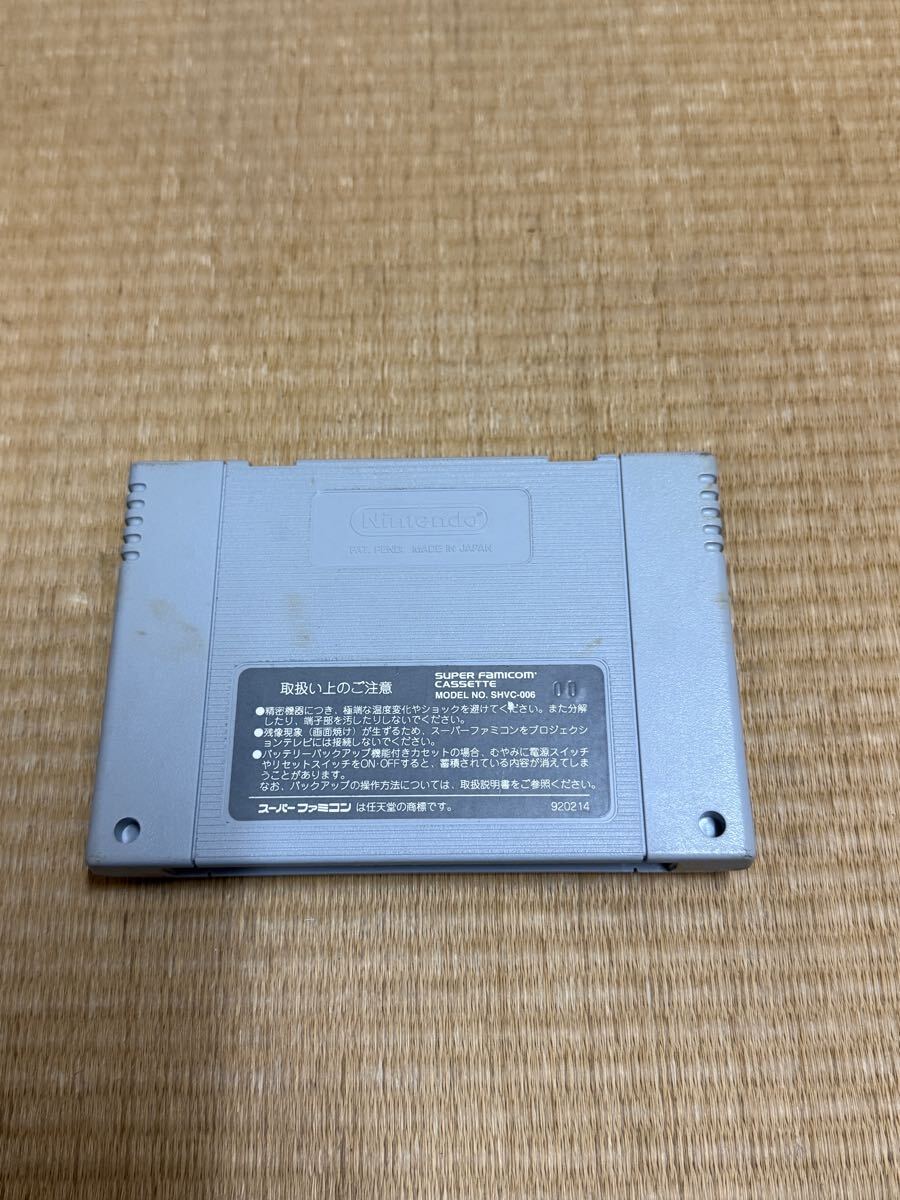 Nintendo
PAT. PEND. MADE IN JAPAN
取扱い上のご注意
SUPER FAMICOM
CASSETTE
MODEL NO. SHVC-006
00
●精密機器につき、極端な温度変化やショックを避けてください。また分解
したり、端子部を汚したりしないでください。
●残像現象（画面焼け）が生ずるため、スーパーファミコンをプロジェクシ
ョンテレビには接続しないでください。
●バッテリーバックアップ機能付きカセットの場合、むやみに電源スイッチ
やリセットスイッチをON・OFFすると、蓄積されている内容が消えてしま
うことがあります。
なお、バックアップの操作方法については、取扱説明書をご参照ください。
スーパーファミコンは任天堂の商標です。
920214